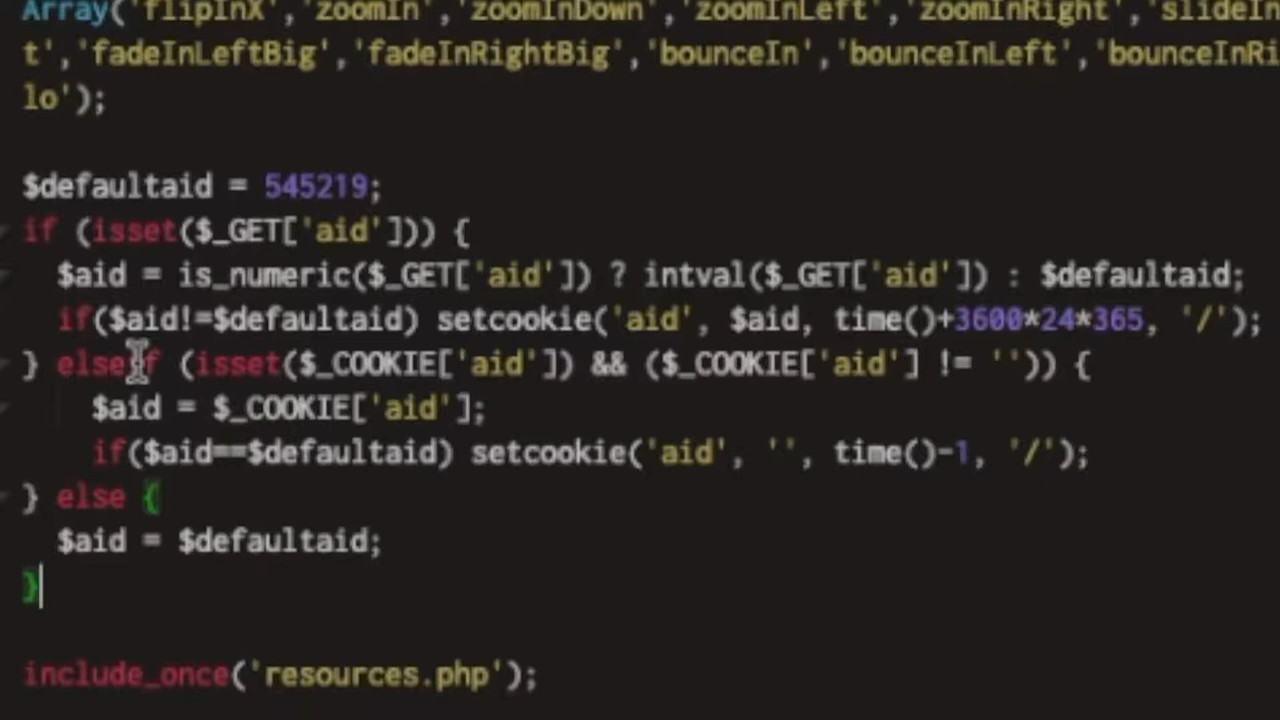 Array('flipInX','zoomIn','zoomInDown','zoomInLeft','zoomInRight','slideIn
t','fadeInLeftBig','fadeInRightBig','bounceIn','bounceInLeft','bounceInRi
lo');
$defaultaid = 545219;
if (isset($_GET['aid'])) {
$aid = is_numeric($_GET['aid']) ? intval($_GET['aid']) : $defaultaid;
if($aid!=$defaultaid) setcookie('aid', $aid, time()+3600*24*365, '/');
} elseif (isset($_COOKIE['aid']) && ($_COOKIE['aid'] != '')) {
$aid = $_COOKIE['aid'];
if($aid==$defaultaid) setcookie('aid', '', time()-1, '/');
} else {
$aid = $defaultaid;
}
include_once('resources.php');